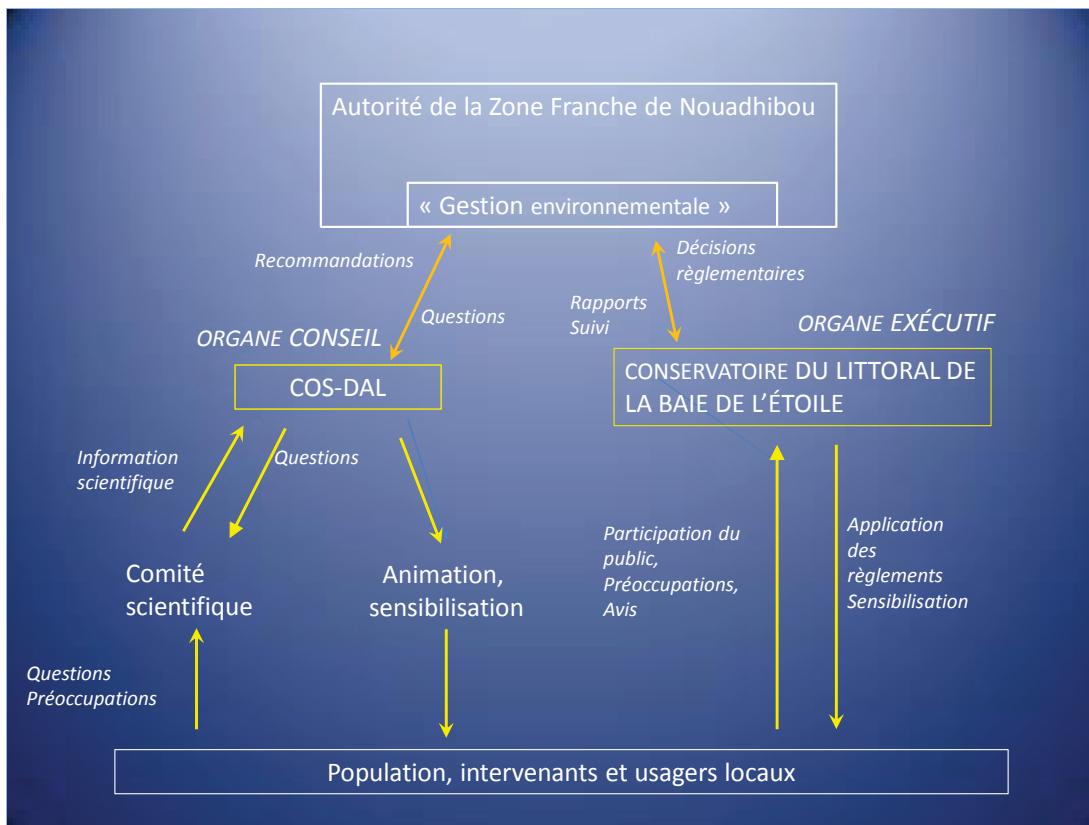 Autorité de la Zone Franche de Nouadhibou
« Gestion environnementale »
Recommandations
Questions
Décisions
règlementaires
Rapports
Suivi
ORGANE CONSEIL
COS-DAL
ORGANE EXÉCUTIF
CONSERVATOIRE DU LITTORAL DE
LA BAIE DE L’ÉTOILE
Information
scientifique
Questions
Comité
scientifique
Animation,
sensibilisation
Participation du
public,
Préoccupations,
Avis
Application
des
règlements
Sensibilisation
Questions
Préoccupations
Population, intervenants et usagers locaux